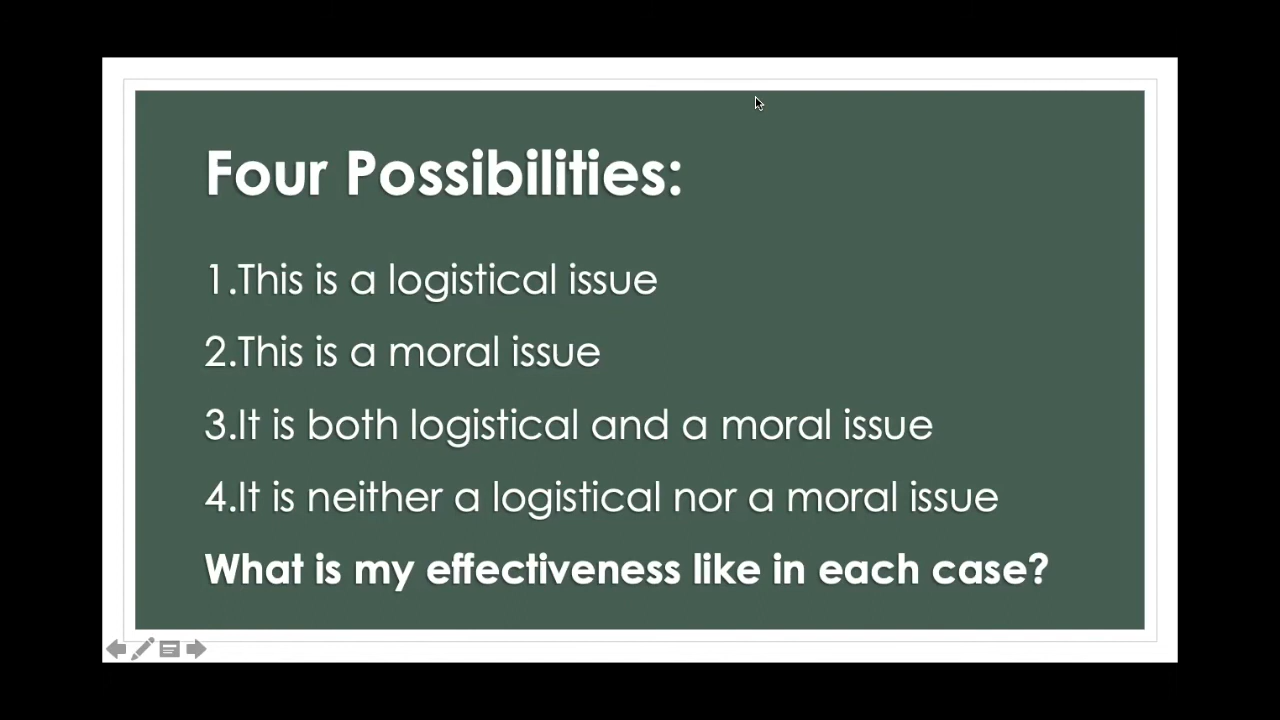 Four Possibilities:
1.This is a logistical issue
2.This is a moral issue
3.It is both logistical and a moral issue
4.It is neither a logistical nor a moral issue
What is my effectiveness like in each case?